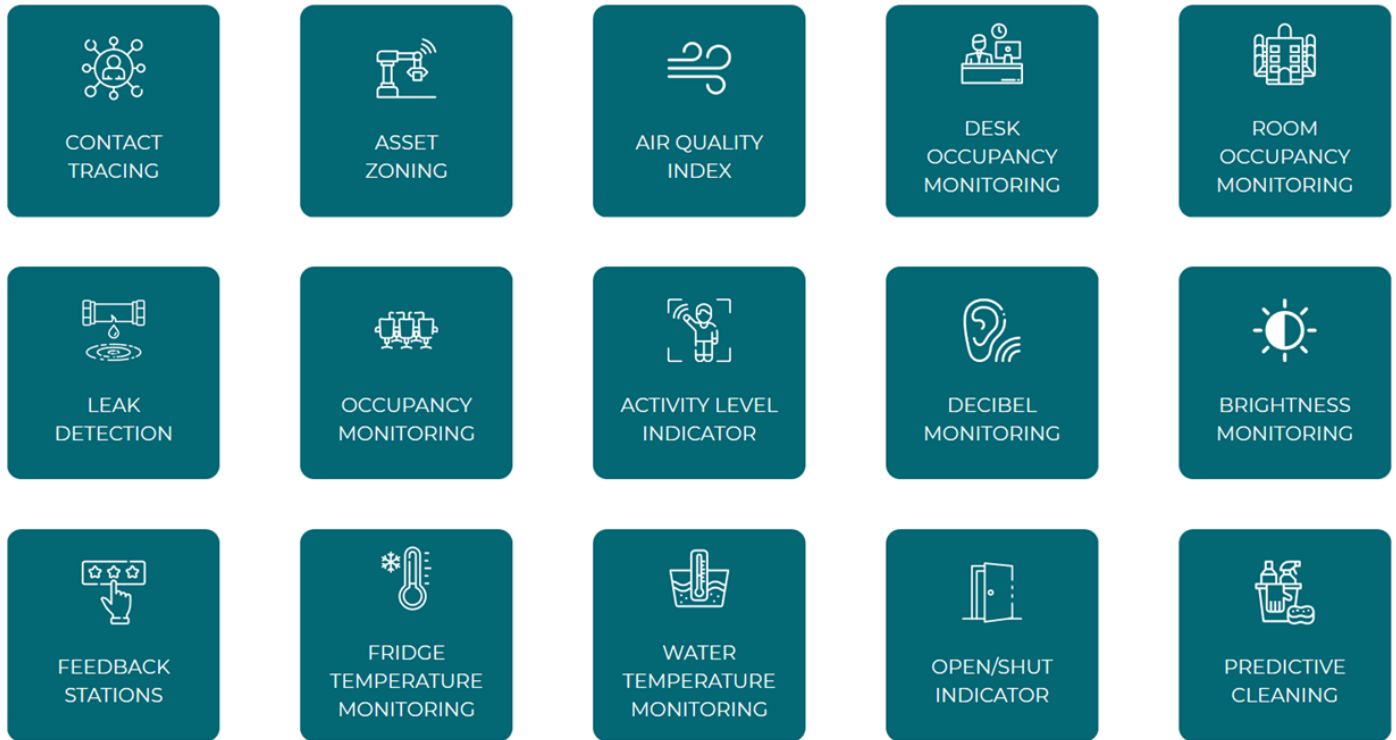 CONTACT
TRACING
ASSET
ZONING
AIR QUALITY
INDEX
DESK
OCCUPANCY
MONITORING
ROOM
OCCUPANCY
MONITORING
LEAK
DETECTION
OCCUPANCY
MONITORING
ACTIVITY LEVEL
INDICATOR
DECIBEL
MONITORING
BRIGHTNESS
MONITORING
FEEDBACK
STATIONS
FRIDGE
TEMPERATURE
MONITORING
WATER
TEMPERATURE
MONITORING
OPEN/SHUT
INDICATOR
PREDICTIVE
CLEANING